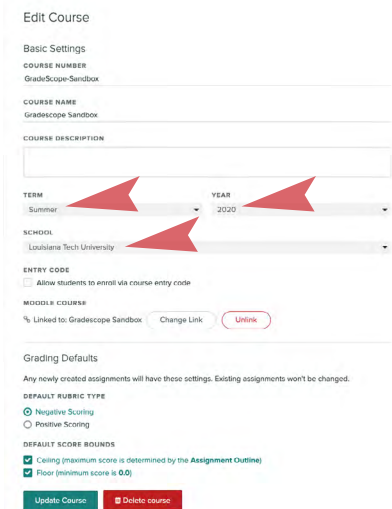 Edit Course
Basic Settings
COURSE NUMBER
GradeScope-Sandbox
COURSE NAME
Gradescope Sandbox
COURSE DESCRIPTION
TERM YEAR
Summer 2020
SCHOOL
Louisiana Tech University
ENTRY CODE
Allow students to enroll via course entry code
MOODLE COURSE
Linked to: Gradescope Sandbox Change Link Unlink
Grading Defaults
Any newly created assignments will have these settings. Existing assignments won't be changed.
DEFAULT RUBRIC TYPE
Negative Scoring
Positive Scoring
DEFAULT SCORE BOUNDS
Ceiling (maximum score is determined by the Assignment Outline)
Floor (minimum score is 0.0)
Update Course Delete course